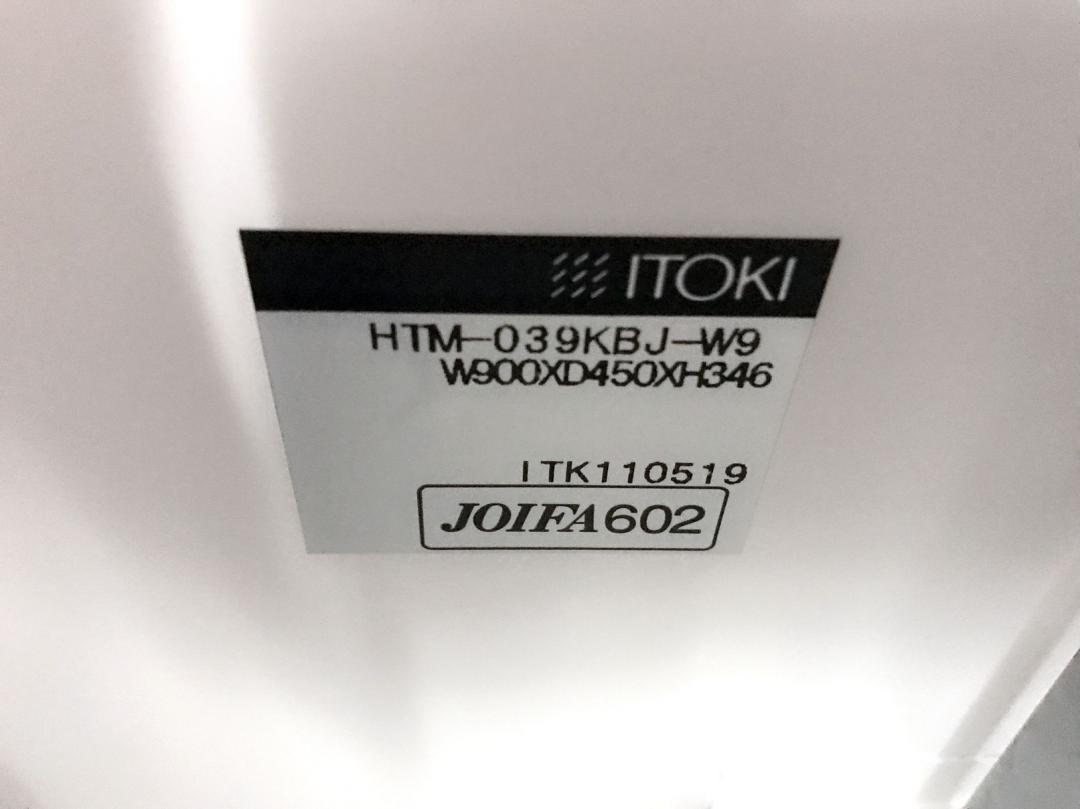 ITOKI
HTM-039KBJ-W9
W900XD450XH346
ITK110519
JOIFA602